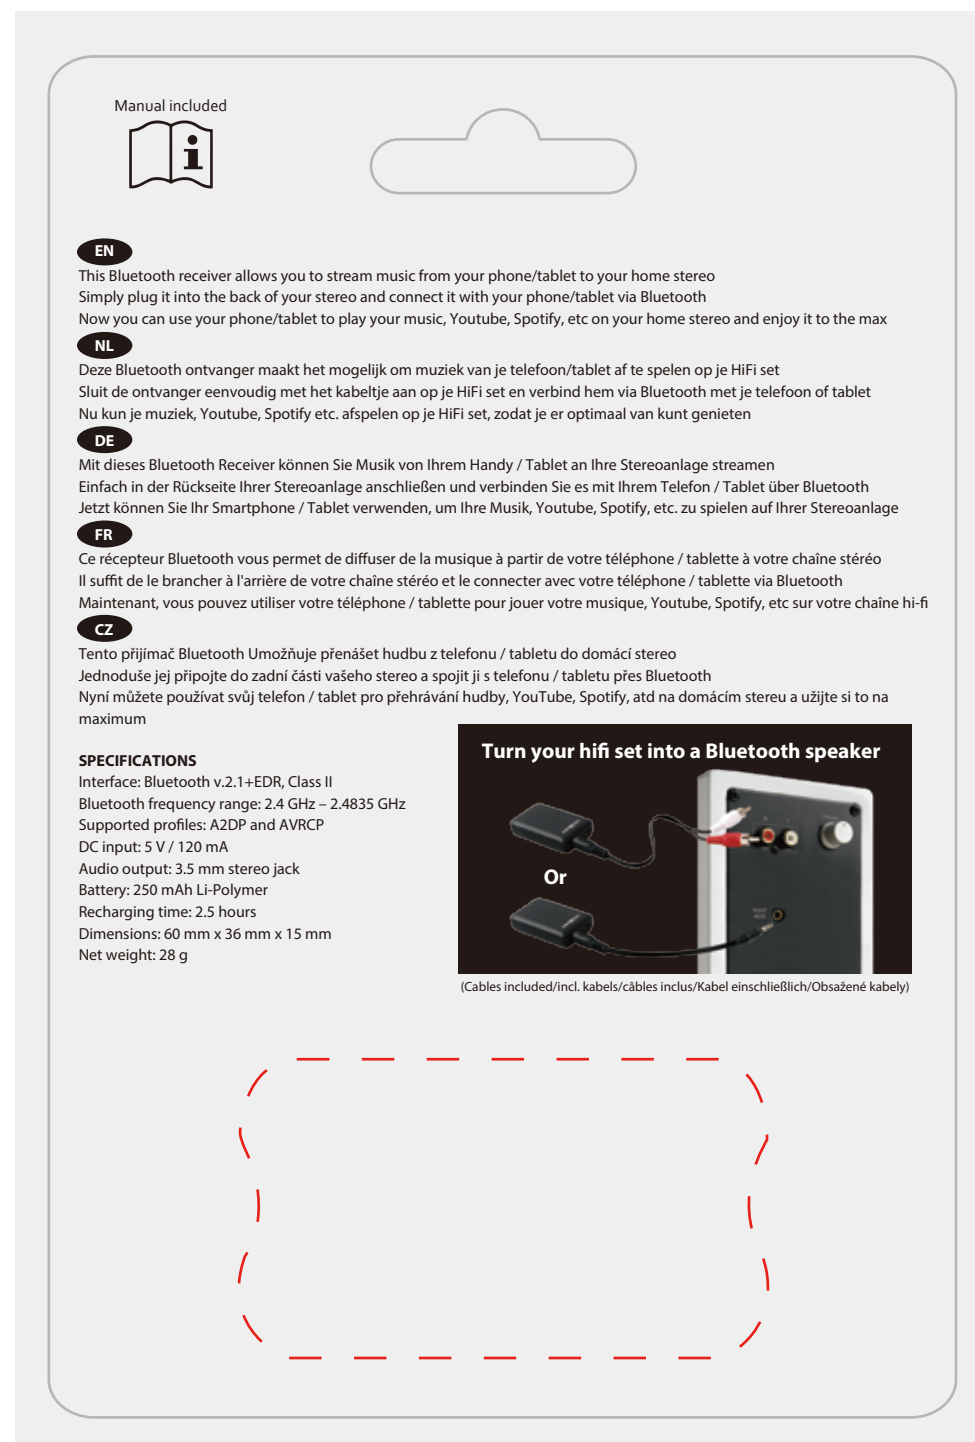 Manual included
i
EN
This Bluetooth receiver allows you to stream music from your phone/tablet to your home stereo
Simply plug it into the back of your stereo and connect it with your phone/tablet via Bluetooth
Now you can use your phone/tablet to play your music, Youtube, Spotify, etc on your home stereo and enjoy it to the max
NL
Deze Bluetooth ontvanger maakt het mogelijk om muziek van je telefoon/tablet af te spelen op je HiFi set
Sluit de ontvanger eenvoudig met het kabeltje aan op je HiFi set en verbind hem via Bluetooth met je telefoon of tablet
Nu kun je muziek, Youtube, Spotify etc. afspelen op je HiFi set, zodat je er optimaal van kunt genieten
DE
Mit dieses Bluetooth Receiver können Sie Musik von Ihrem Handy / Tablet an Ihre Stereoanlage streamen
Einfach in der Rückseite Ihrer Stereoanlage anschließen und verbinden Sie es mit Ihrem Telefon / Tablet über Bluetooth
Jetzt können Sie Ihr Smartphone / Tablet verwenden, um Ihre Musik, Youtube, Spotify, etc. zu spielen auf Ihrer Stereoanlage
FR
Ce récepteur Bluetooth vous permet de diffuser de la musique à partir de votre téléphone / tablette à votre chaîne stéréo
Il suffit de le brancher à l'arrière de votre chaîne stéréo et le connecter avec votre téléphone / tablette via Bluetooth
Maintenant, vous pouvez utiliser votre téléphone / tablette pour jouer votre musique, Youtube, Spotify, etc sur votre chaîne hi-fi
CZ
Tento přijímač Bluetooth Umožňuje přenášet hudbu z telefonu / tabletu do domácí stereo
Jednoduše jej připojte do zadní části vašeho stereo a spojit ji s telefonu / tabletu přes Bluetooth
Nyní můžete používat svůj telefon / tablet pro přehrávání hudby, YouTube, Spotify, atd na domácím stereu a užijte si to na
maximum
SPECIFICATIONS
Interface: Bluetooth v.2.1+EDR, Class II
Bluetooth frequency range: 2.4 GHz – 2.4835 GHz
Supported profiles: A2DP and AVRCP
DC input: 5 V / 120 mA
Audio output: 3.5 mm stereo jack
Battery: 250 mAh Li-Polymer
Recharging time: 2.5 hours
Dimensions: 60 mm x 36 mm x 15 mm
Net weight: 28 g
Turn your hifi set into a Bluetooth speaker
Or
(Cables included/incl. kabels/câbles inclus/Kabel einschließlich/Obsažené kabely)